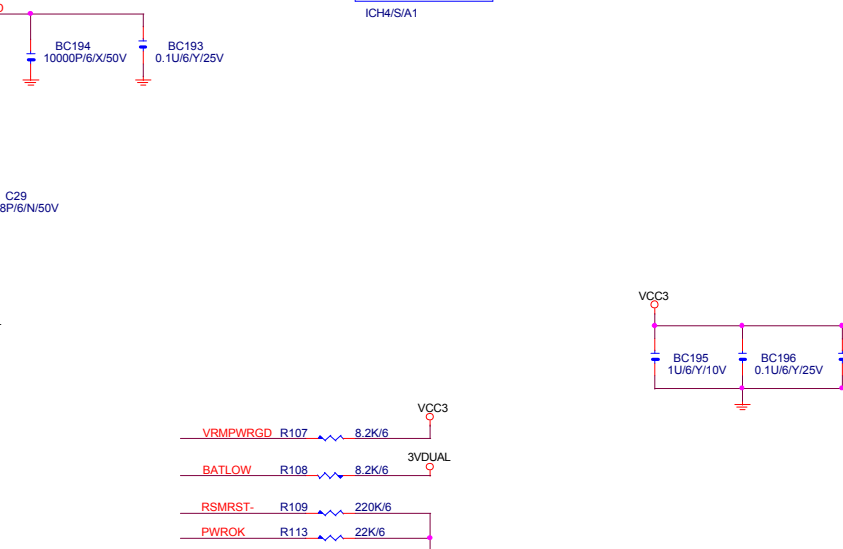 ICH4/S/A1
BC194
10000P/6/X/50V
BC193
0.1U/6/Y/25V
C29
8P/6/N/50V
VCC3
BC195
1U/6/Y/10V
BC196
0.1U/6/Y/25V
VCC3
VRMPWRGD R107 8.2K/6
3VDUAL
BATLOW R108 8.2K/6
RSMRST- R109 220K/6
PWROK R113 22K/6